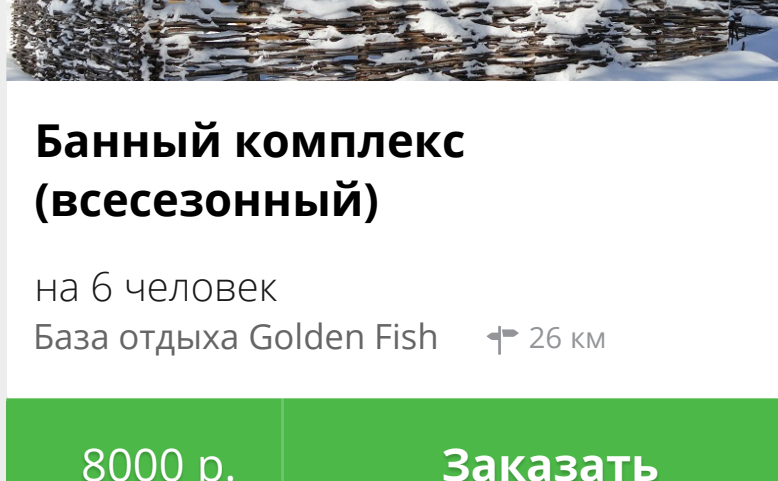 Банный комплекс
(всесезонный)
на 6 человек
База отдыха Golden Fish 26 км
8000 р. Заказать